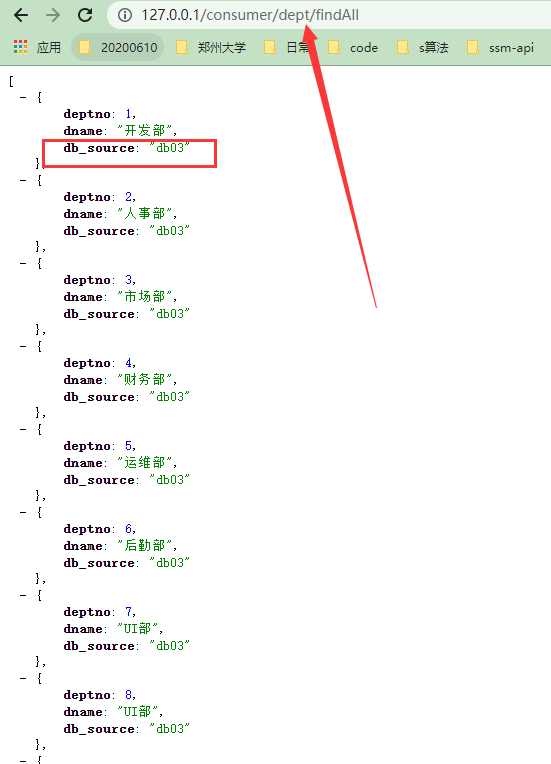 127.0.0.1/consumer/dept/findAll
应用 20200610 郑州大学 日常 code s算法 ssm-api
[
- {
deptno: 1,
dname: "开发部",
db_source: "db03"
},
- {
deptno: 2,
dname: "人事部",
db_source: "db03"
},
- {
deptno: 3,
dname: "市场部",
db_source: "db03"
},
- {
deptno: 4,
dname: "财务部",
db_source: "db03"
},
- {
deptno: 5,
dname: "运维部",
db_source: "db03"
},
- {
deptno: 6,
dname: "后勤部",
db_source: "db03"
},
- {
deptno: 7,
dname: "UI部",
db_source: "db03"
},
- {
deptno: 8,
dname: "UI部",
db_source: "db03"
},
- {